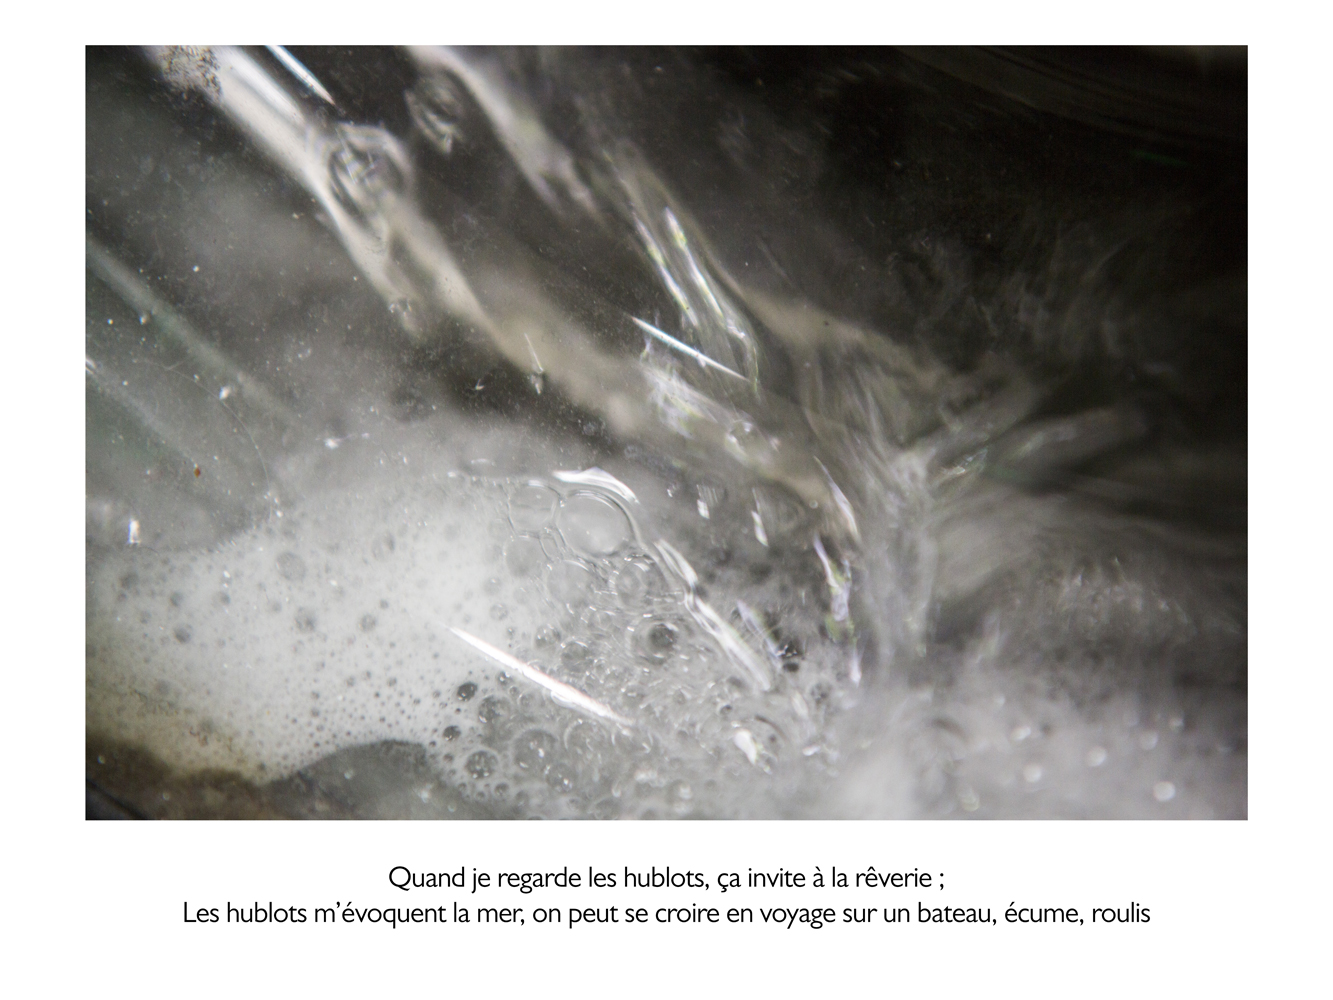 Quand je regarde les hublots, ça invite à la rêverie ;
Les hublots m’évoquent la mer, on peut se croire en voyage sur un bateau, écume, roulis